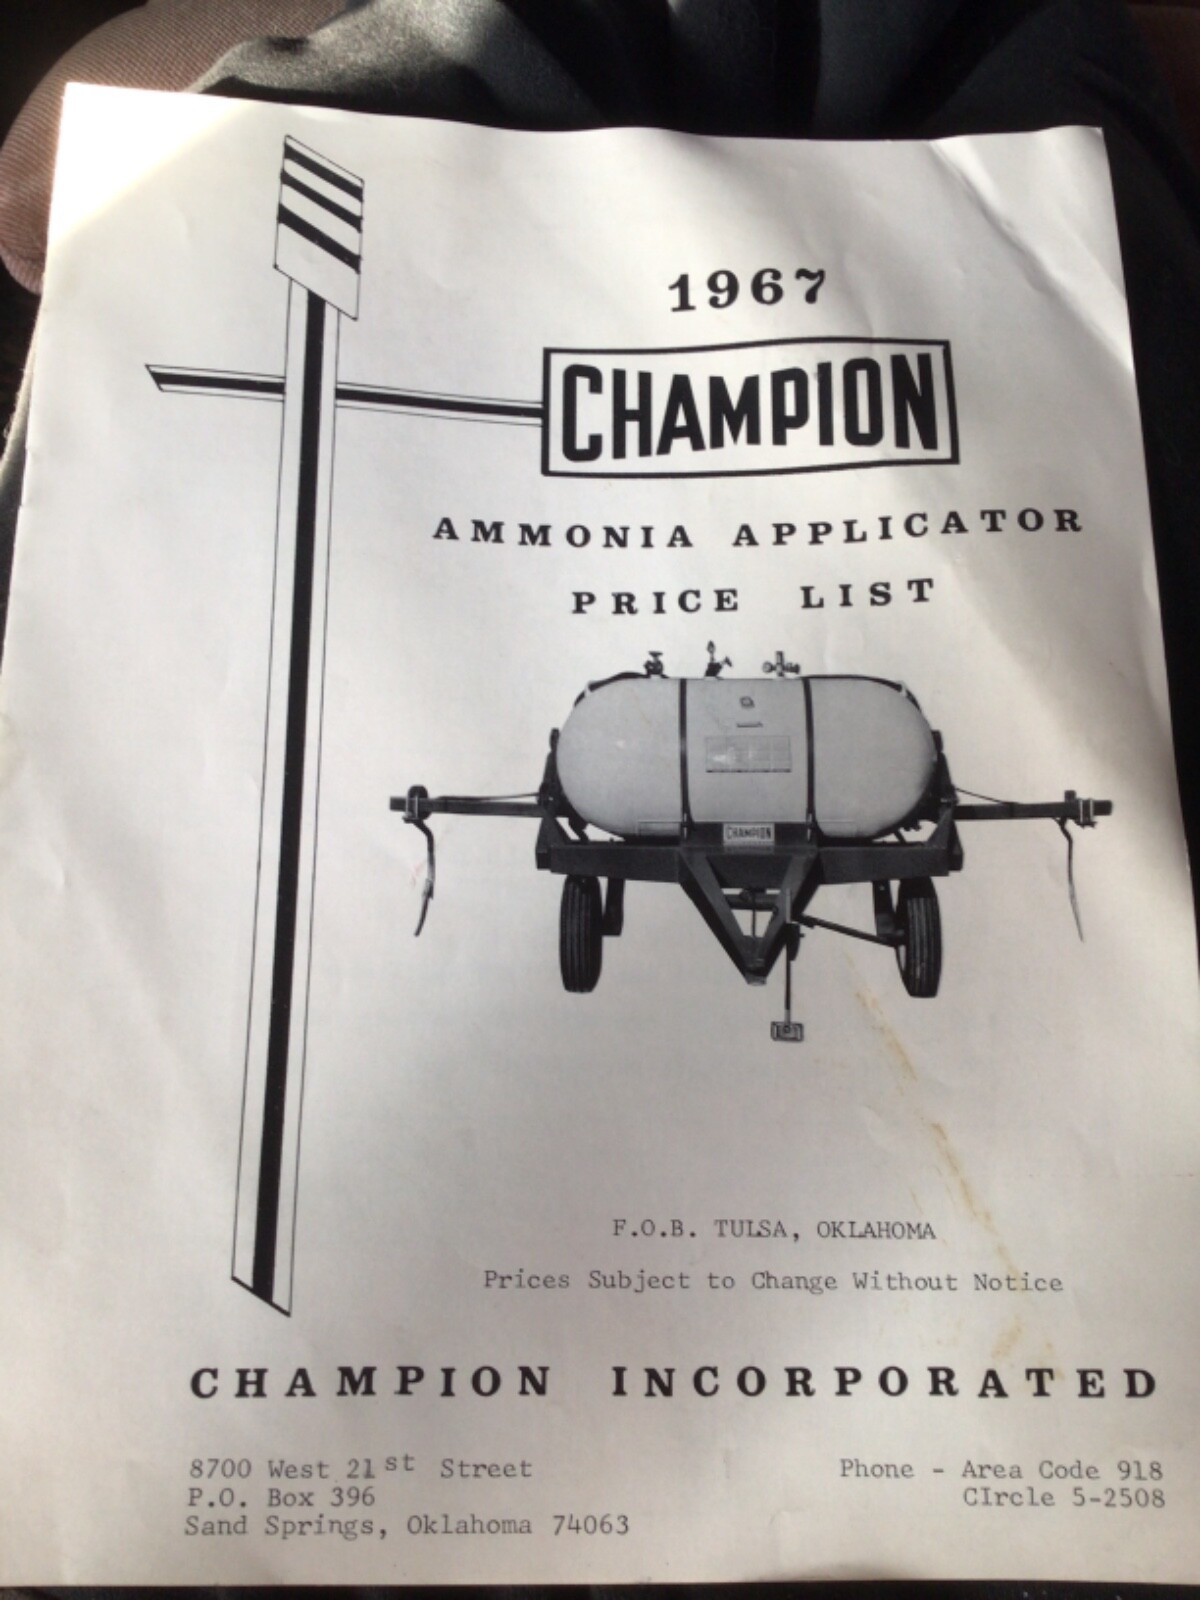 1967
CHAMPION
AMMONIA APPLICATOR
PRICE LIST
CHAMPION
F.O.B. TULSA, OKLAHOMA
Prices Subject to Change Without Notice
CHAMPION INCORPORATED
8700 West 21st Street
P.O. Box 396
Sand Springs, Oklahoma 74063
Phone - Area Code 918
CIrcle 5-2508